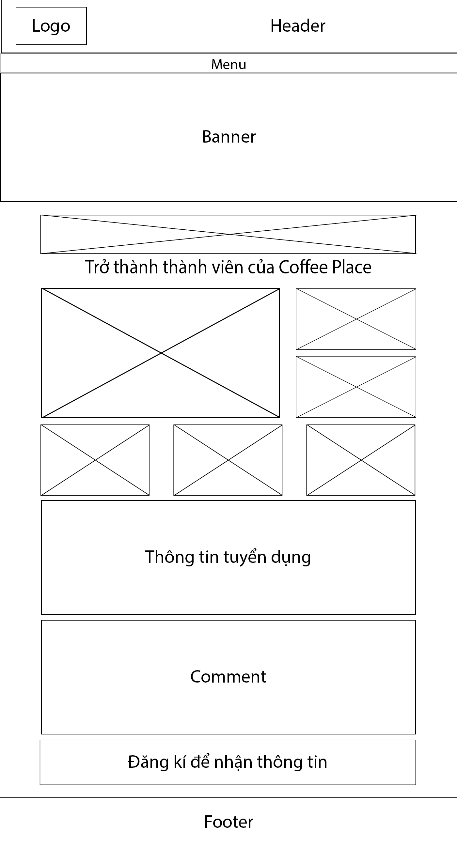 Logo
Header
Menu
Banner
Trở thành thành viên của Coffee Place
Thông tin tuyển dụng
Comment
Đăng kí để nhận thông tin
Footer